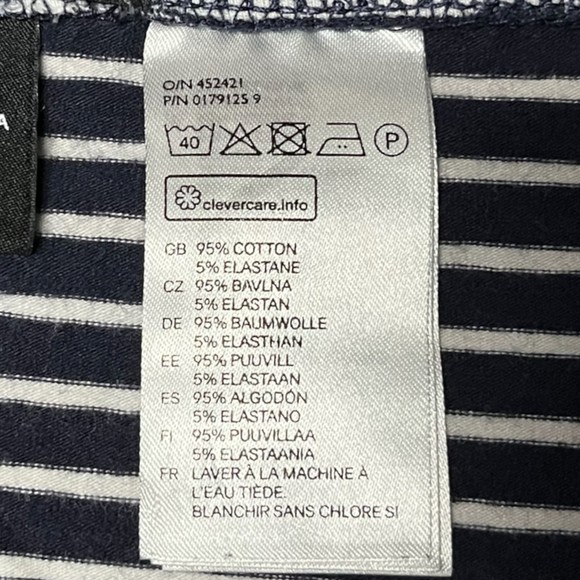 A
O/N 452421
P/N 0179125 9
40
P
clevercare.info
GB 95% COTTON
5% ELASTANE
CZ 95% BAVLNA
5% ELASTAN
DE 95% BAUMWOLLE
5% ELASTHAN
EE 95% PUUVILL
5% ELASTAAN
ES 95% ALGODÓN
5% ELASTANO
FI 95% PUUVILLAA
5% ELASTAANIA
FR LAVER À LA MACHINE À
L'EAU TIÈDE.
BLANCHIR SANS CHLORE SI